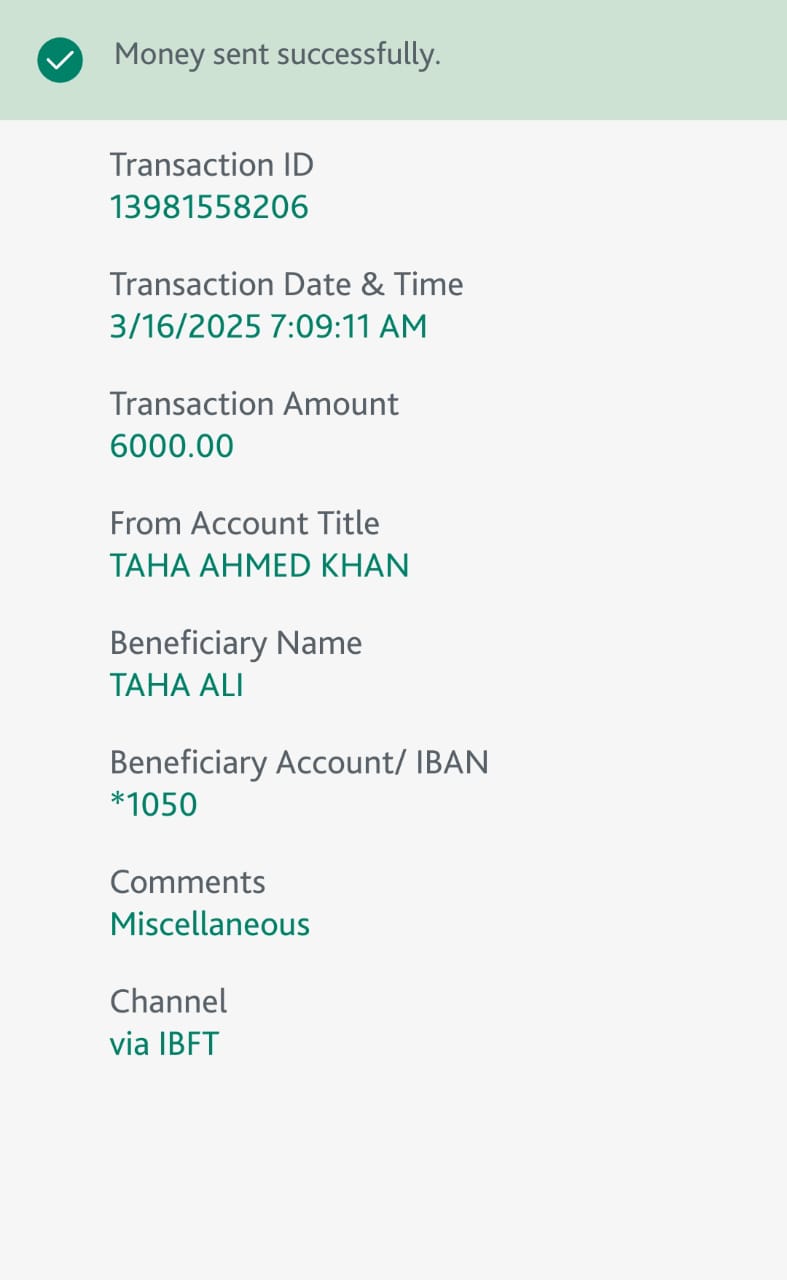 Money sent successfully.
Transaction ID
13981558206
Transaction Date & Time
3/16/2025 7:09:11 AM
Transaction Amount
6000.00
From Account Title
TAHA AHMED KHAN
Beneficiary Name
TAHA ALI
Beneficiary Account/ IBAN
*1050
Comments
Miscellaneous
Channel
via IBFT